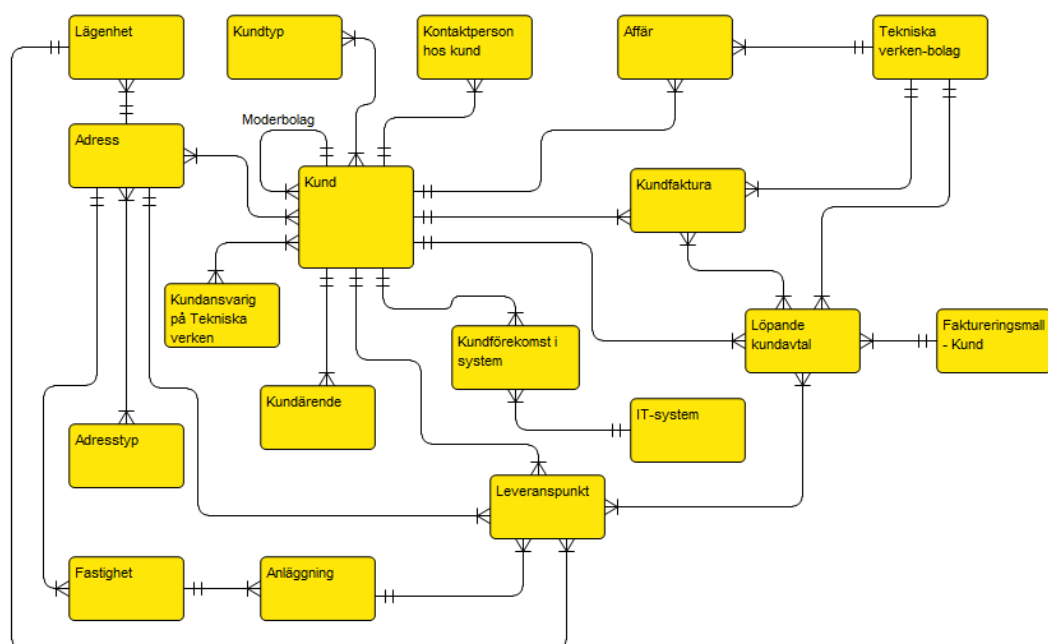 Lägenhet
Kundtyp
Kontaktperson
hos kund
Affär
Tekniska
verken-bolag
Moderbolag
Adress
Kund
Kundfaktura
Kundansvarig
på Tekniska
verken
Kundförekomst i
system
Löpande
kundavtal
Faktureringsmall
- Kund
Kundärende
IT-system
Adresstyp
Leveranspunkt
Fastighet
Anläggning